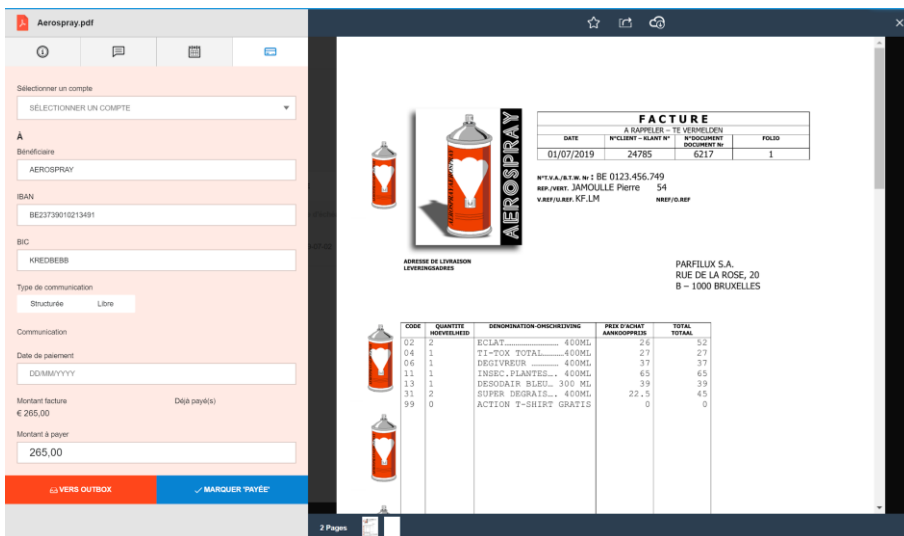 Aerospray.pdf
Sélectionner un compte
SÉLECTIONNER UN COMPTE
À
Bénéficiaire
AEROSPRAY
IBAN
BE23739010213491
BIC
KREDBEBB
Type de communication
Structurée Libre
Communication
Date de paiement
DD/MM/YYYY
Montant facture Déjà payé(s)
€ 265,00
Montant à payer
265,00
VERS OUTBOX MARQUER 'PAYÉE'
AEROSPRAY
FACTURE
A RAPPELER – TE VERMELDEN
DATE N°CLIENT – KLANT N° N°DOCUMENT FOLIO
DOCUMENT Nr
01/07/2019 24785 6217 1
N°T.V.A./B.T.W. Nr : BE 0123.456.749
REF./VERT. JAMOULLE Pierre 54
V.REF/U.REF. KF.LM NREF/O.REF
ADRESSE DE LIVRAISON
LEVERINGSADRES
PARFILUX S.A.
RUE DE LA ROSE, 20
B – 1000 BRUXELLES
CODE QUANTITE DENOMINATION-OMSCHRIJVING PRIX D'ACHAT TOTAL
HOEVEELHEID AANKOOPPRIJS TOTAAL
02 2 ECLAT……………………… 400ML 26 52
04 1 TI-TOX TOTAL…………400ML 27 27
06 1 DEGIVREUR ……………… 400ML 37 37
11 1 INSEC.PLANTES…. 400ML 65 65
13 1 DESODAIR BLEU… 300 ML 39 39
31 2 SUPER DEGRAIS…. 400ML 22.5 45
99 0 ACTION T-SHIRT GRATIS 0 0
2 Pages